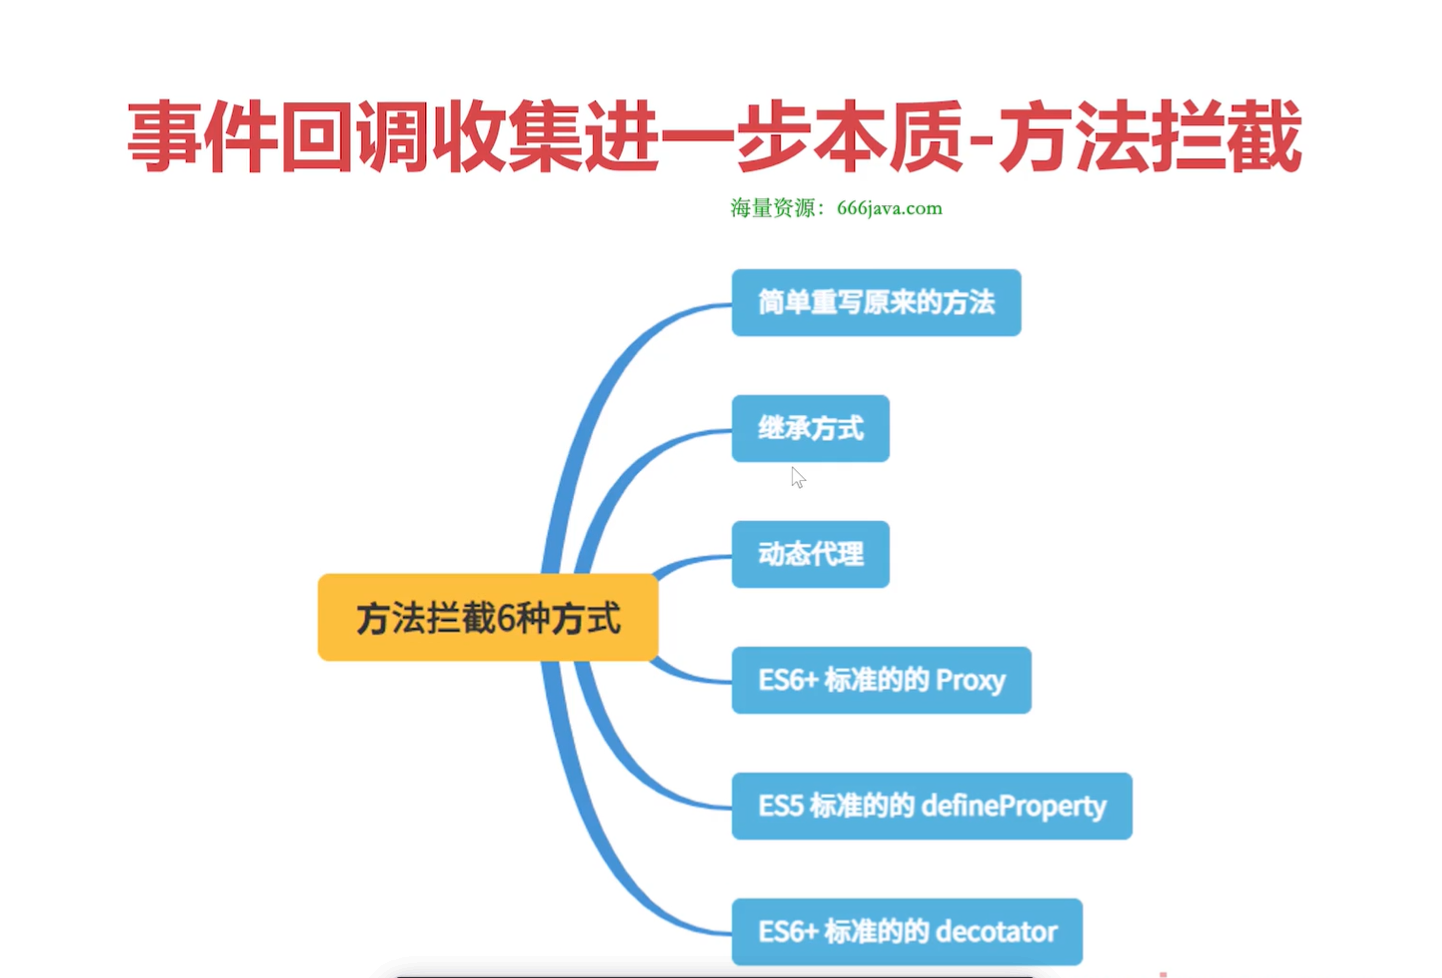 事件回调收集进一步本质-方法拦截
海量资源：666java.com
简单重写原来的方法
继承方式
动态代理
方法拦截6种方式
ES6+ 标准的的 Proxy
ES5 标准的的 defineProperty
ES6+ 标准的的 decotator